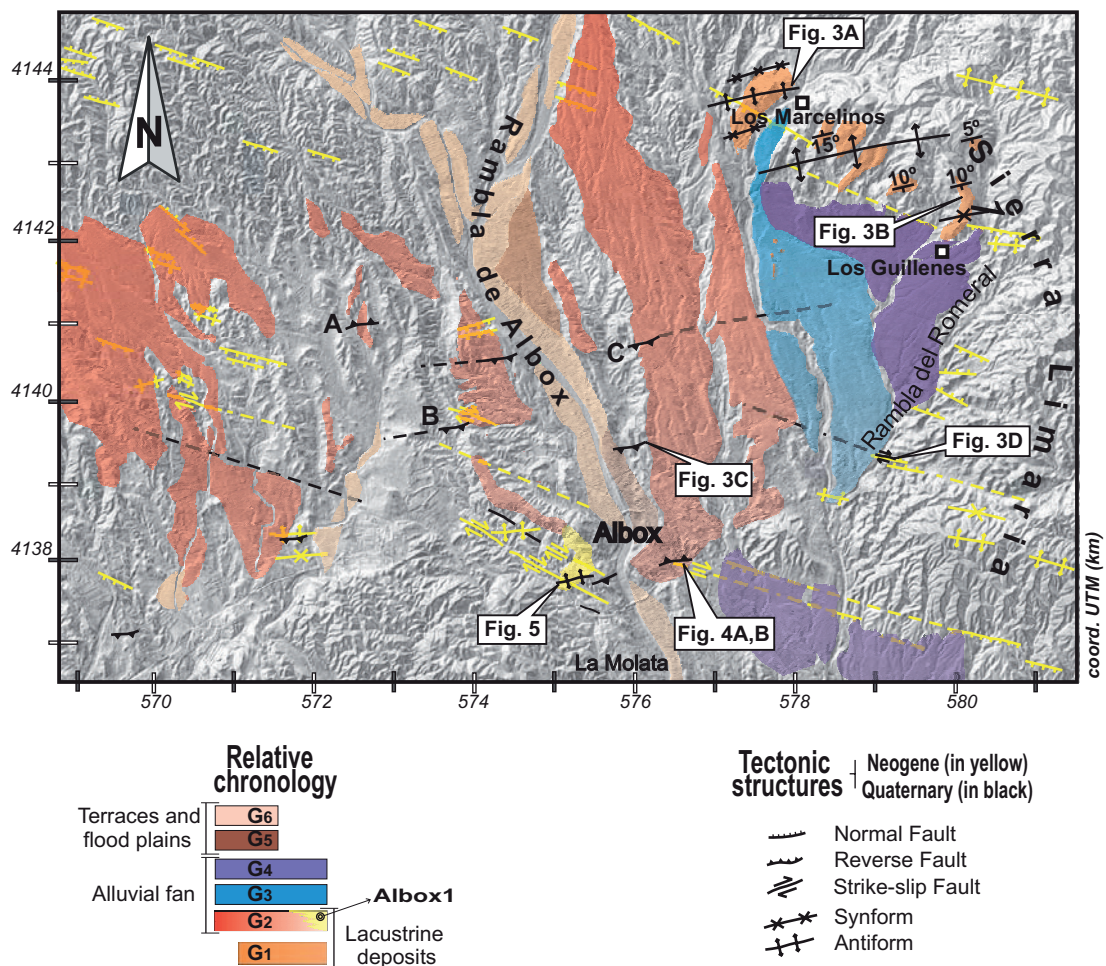 Fig. 3A
4144
N
Los Marcelinos
15º
5º
10º
10º
Sierra Limaria
Rambla de Albox
4142
Fig. 3B
Los Guillenes
A
C
Rambla del Romeral
4140
B
Fig. 3D
Fig. 3C
Albox
4138
Fig. 5
Fig. 4A,B
La Molata
coord. UTM (km)
570 572 574 576 578 580
Relative
chronology
Terraces and
flood plains
G6
G5
Alluvial fan
G4
G3
G2
Albox1
G1
Lacustrine
deposits
Tectonic
structures
Neogene (in yellow)
Quaternary (in black)
Normal Fault
Reverse Fault
Strike-slip Fault
Synform
Antiform